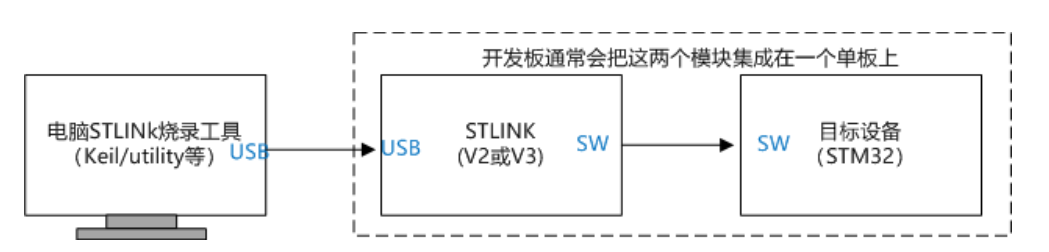 开发板通常会把这两个模块集成在一个单板上
电脑STLINk烧录工具
（Keil/utility等）
USB
USB
STLINK
(V2或V3)
SW
SW
目标设备
（STM32）